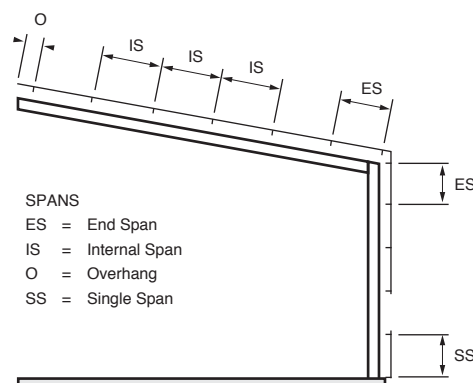 O
IS
IS
IS
ES
ES
SPANS
ES = End Span
IS = Internal Span
O = Overhang
SS = Single Span
SS